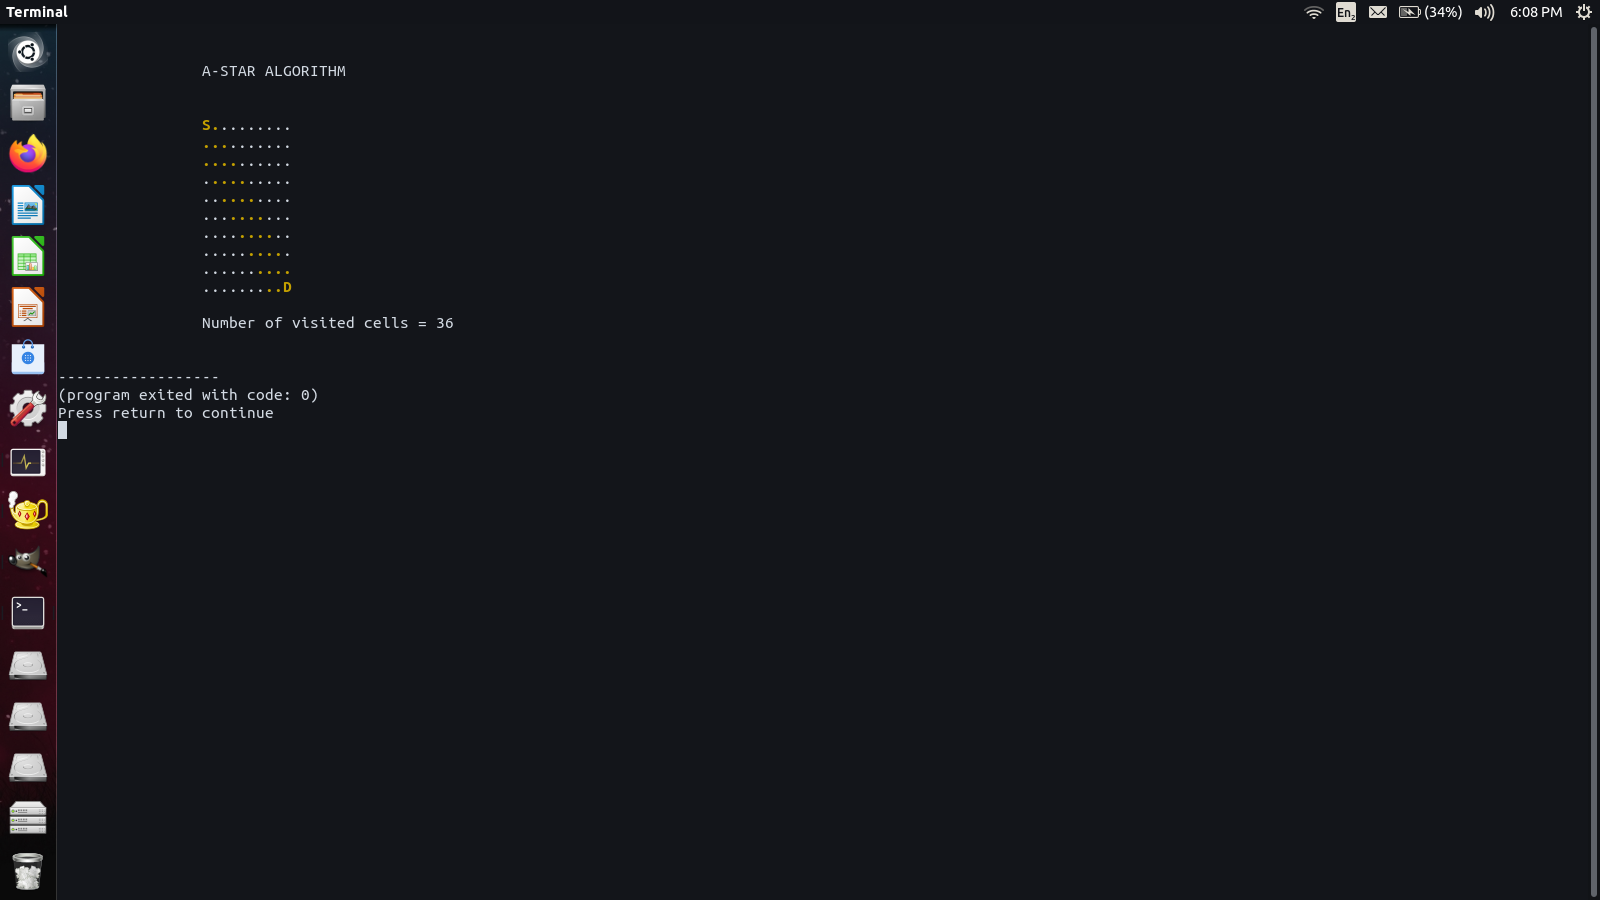 Terminal
En2
(34%)
6:08 PM
A-STAR ALGORITHM
S.........
..........
..........
..........
..........
..........
..........
..........
..........
.........D
Number of visited cells = 36
------------------
(program exited with code: 0)
Press return to continue
>_